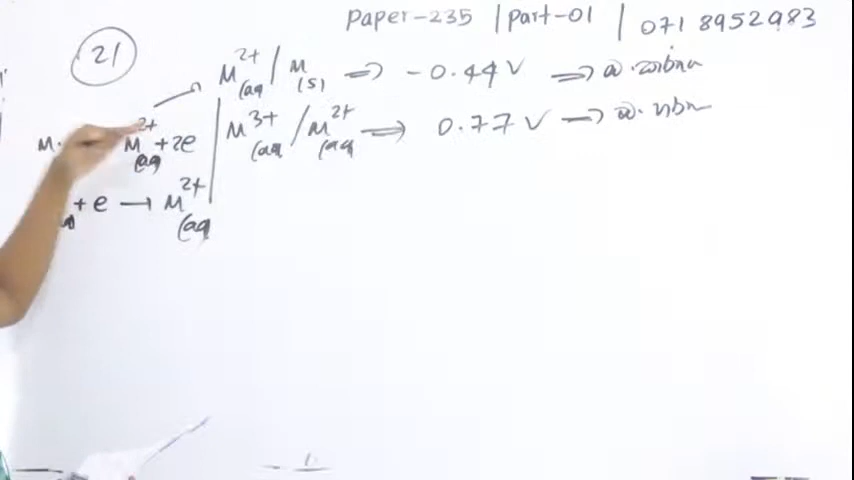 Paper-235 | Part-01 | 071 8952983
21
M²⁺(aq / M(s) ⇒ -0.44 V ⇒
M³⁺(aq / M²⁺(aq ⇒ 0.77 V →
M²⁺(aq + 2e
+ e → M²⁺(aq